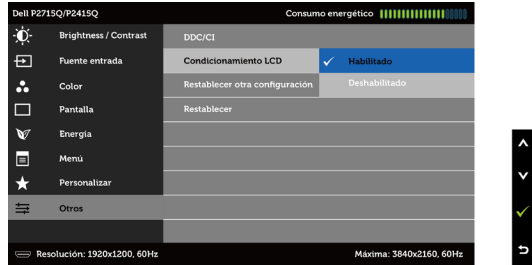 Dell P2715Q/P2415Q Consumo energético
Brightness / Contrast DDC/CI
Fuente entrada Condicionamiento LCD Habilitado
Color Restablecer otra configuración Deshabilitado
Pantalla Restablecer
Energía
Menú
Personalizar
Otros
Resolución: 1920x1200, 60Hz Máxima: 3840x2160, 60Hz